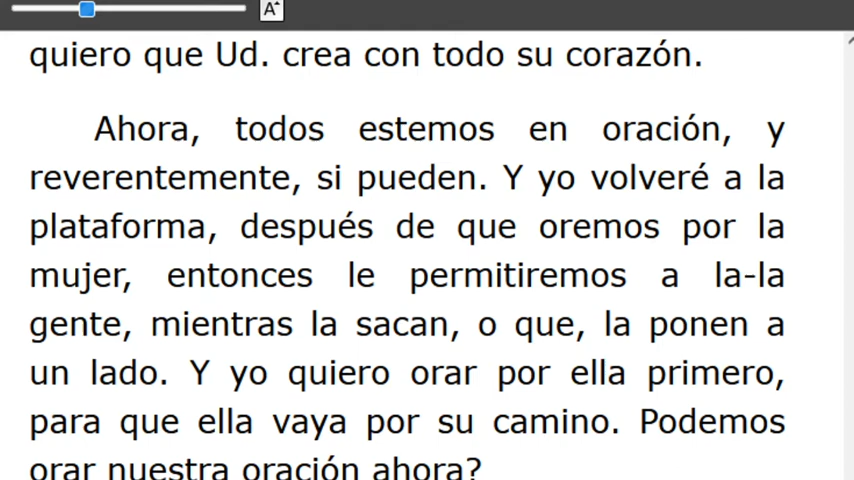 A
quiero que Ud. crea con todo su corazón.
Ahora, todos estemos en oración, y
reverentemente, si pueden. Y yo volveré a la
plataforma, después de que oremos por la
mujer, entonces le permitiremos a la-la
gente, mientras la sacan, o que, la ponen a
un lado. Y yo quiero orar por ella primero,
para que ella vaya por su camino. Podemos
orar nuestra oración ahora?